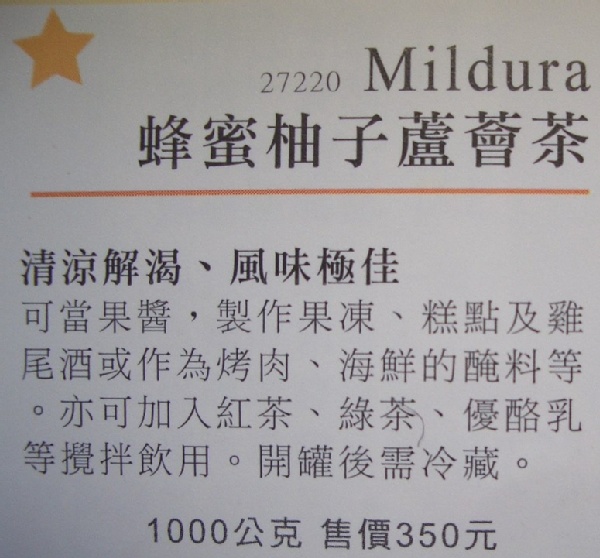 27220 Mildura
蜂蜜柚子蘆薈茶
清涼解渴、風味極佳
可當果醬，製作果凍、糕點及雞
尾酒或作為烤肉、海鮮的醃料等
。亦可加入紅茶、綠茶、優酪乳
等攪拌飲用。開罐後需冷藏。
1000公克 售價350元